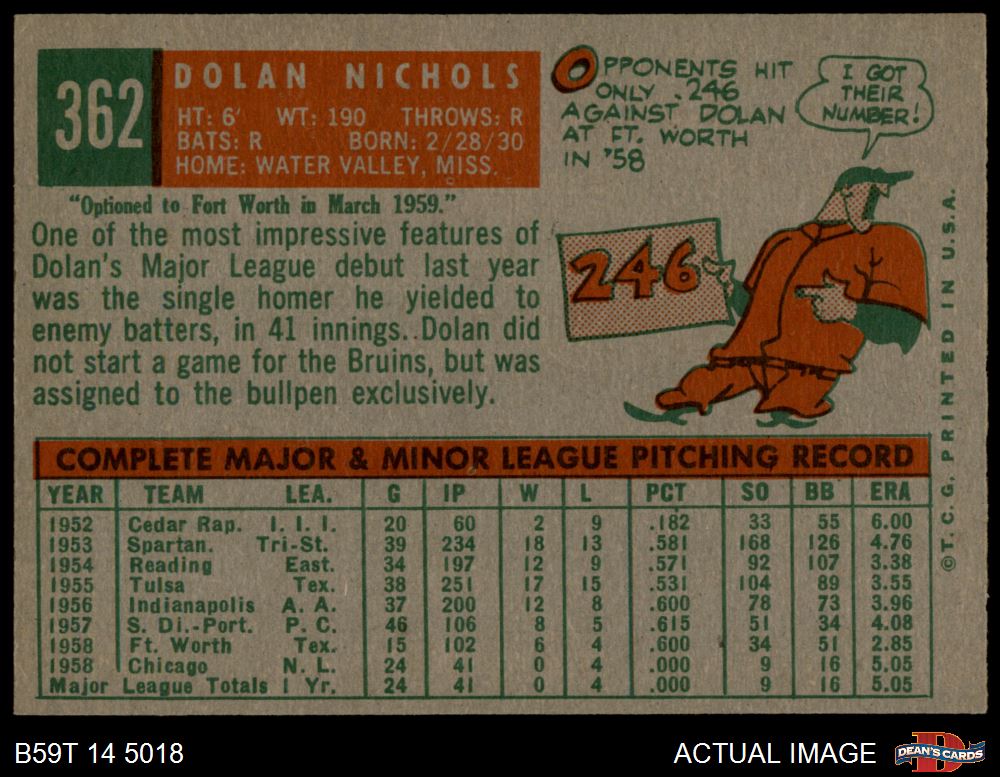 362
DOLAN NICHOLS
HT: 6' WT: 190 THROWS: R
BATS: R BORN: 2/28/30
HOME: WATER VALLEY, MISS.
"Optioned to Fort Worth in March 1959."
One of the most impressive features of
Dolan's Major League debut last year
was the single homer he yielded to
enemy batters, in 41 innings. Dolan did
not start a game for the Bruins, but was
assigned to the bullpen exclusively.
OPPONENTS HIT
ONLY .246
AGAINST DOLAN
AT FT. WORTH
IN '58
I GOT
THEIR
NUMBER!
246
COMPLETE MAJOR & MINOR LEAGUE PITCHING RECORD
YEAR TEAM LEA. G IP W L PCT SO BB ERA
1952 Cedar Rap. I. I. I. 20 60 2 9 .182 33 55 6.00
1953 Spartan. Tri-St. 39 234 18 13 .581 168 126 4.76
1954 Reading East. 34 197 12 9 .571 92 107 3.38
1955 Tulsa Tex. 38 251 17 15 .531 104 89 3.55
1956 Indianapolis A. A. 37 200 12 8 .600 78 73 3.96
1957 S. Di.-Port. P. C. 46 106 8 5 .615 51 34 4.08
1958 Ft. Worth Tex. 15 102 6 4 .600 34 51 2.85
1958 Chicago N. L. 24 41 0 4 .000 9 16 5.05
Major League Totals 1 Yr. 24 41 0 4 .000 9 16 5.05
©T. C. G. PRINTED IN U.S.A.
B59T 14 5018
ACTUAL IMAGE
D
DEAN'S CARDS